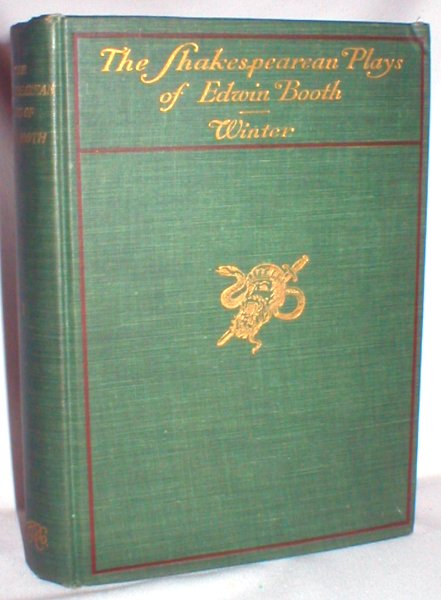 The Shakespearean Plays
of Edwin Booth
Winter